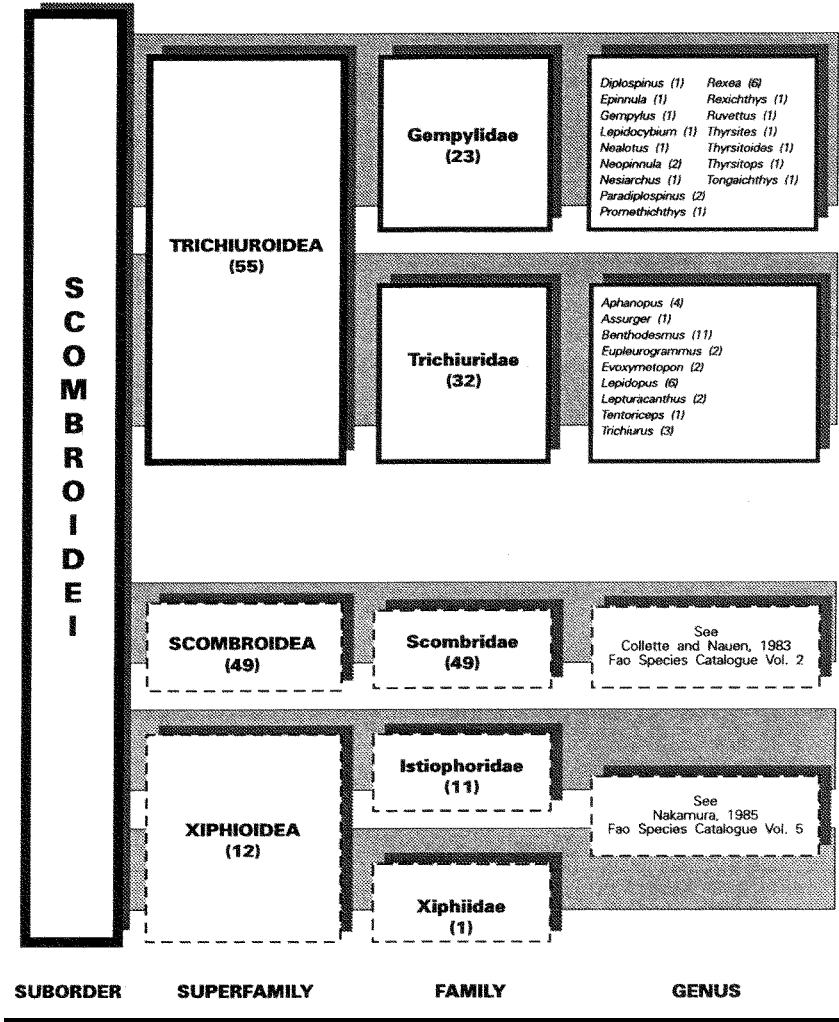 SCOMBROIDEI
TRICHIUROIDEA
(55)
Gempylidae
(23)
Diplospinus (1)
Epinnula (1)
Gempylus (1)
Lepidocybium (1)
Nealotus (1)
Neopinnula (2)
Nesiarchus (1)
Paradiplospinus (2)
Promethichthys (1)
Rexea (6)
Rexichthys (1)
Ruvettus (1)
Thyrsites (1)
Thyrsitoides (1)
Thyrsitops (1)
Tongaichthys (1)
Trichiuridae
(32)
Aphanopus (4)
Assurger (1)
Benthodesmus (11)
Eupleurogrammus (2)
Evoxymetopon (2)
Lepidopus (6)
Lepturacanthus (2)
Tentoriceps (1)
Trichiurus (3)
SCOMBROIDEA
(49)
Scombridae
(49)
See
Collette and Nauen, 1983
Fao Species Catalogue Vol. 2
XIPHIOIDEA
(12)
Istiophoridae
(11)
See
Nakamura, 1985
Fao Species Catalogue Vol. 5
Xiphiidae
(1)
SUBORDER
SUPERFAMILY
FAMILY
GENUS